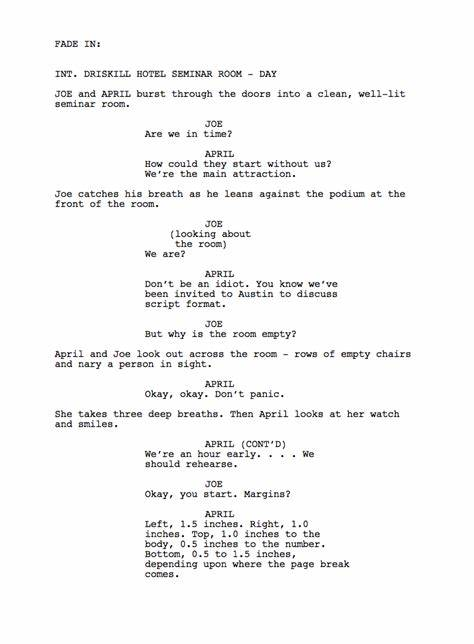 FADE IN:
INT. DRISKILL HOTEL SEMINAR ROOM - DAY
JOE and APRIL burst through the doors into a clean, well-lit
seminar room.
JOE
Are we in time?
APRIL
How could they start without us?
We're the main attraction.
Joe catches his breath as he leans against the podium at the
front of the room.
JOE
(looking about
the room)
We are?
APRIL
Don't be an idiot. You know we've
been invited to Austin to discuss
script format.
JOE
But why is the room empty?
April and Joe look out across the room - rows of empty chairs
and nary a person in sight.
APRIL
Okay, okay. Don't panic.
She takes three deep breaths. Then April looks at her watch
and smiles.
APRIL (CONT'D)
We're an hour early. . . . We
should rehearse.
JOE
Okay, you start. Margins?
APRIL
Left, 1.5 inches. Right, 1.0
inches. Top, 1.0 inches to the
body, 0.5 inches to the number.
Bottom, 0.5 to 1.5 inches,
depending upon where the page break
comes.